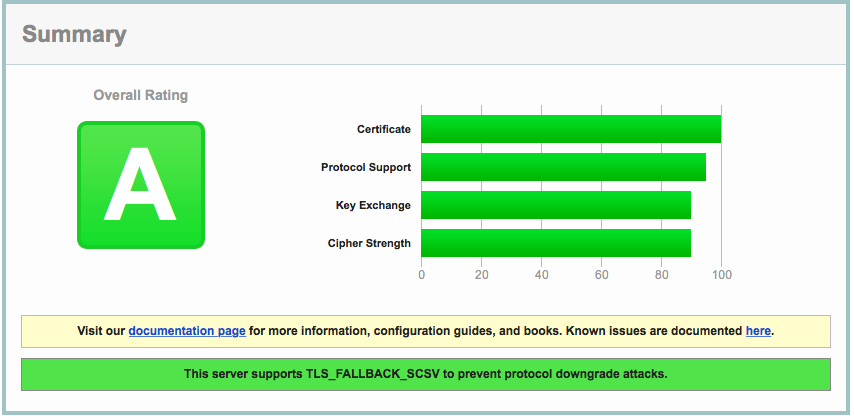 Summary
Overall Rating
A
Certificate
Protocol Support
Key Exchange
Cipher Strength
0 20 40 60 80 100
Visit our documentation page for more information, configuration guides, and books. Known issues are documented here.
This server supports TLS_FALLBACK_SCSV to prevent protocol downgrade attacks.